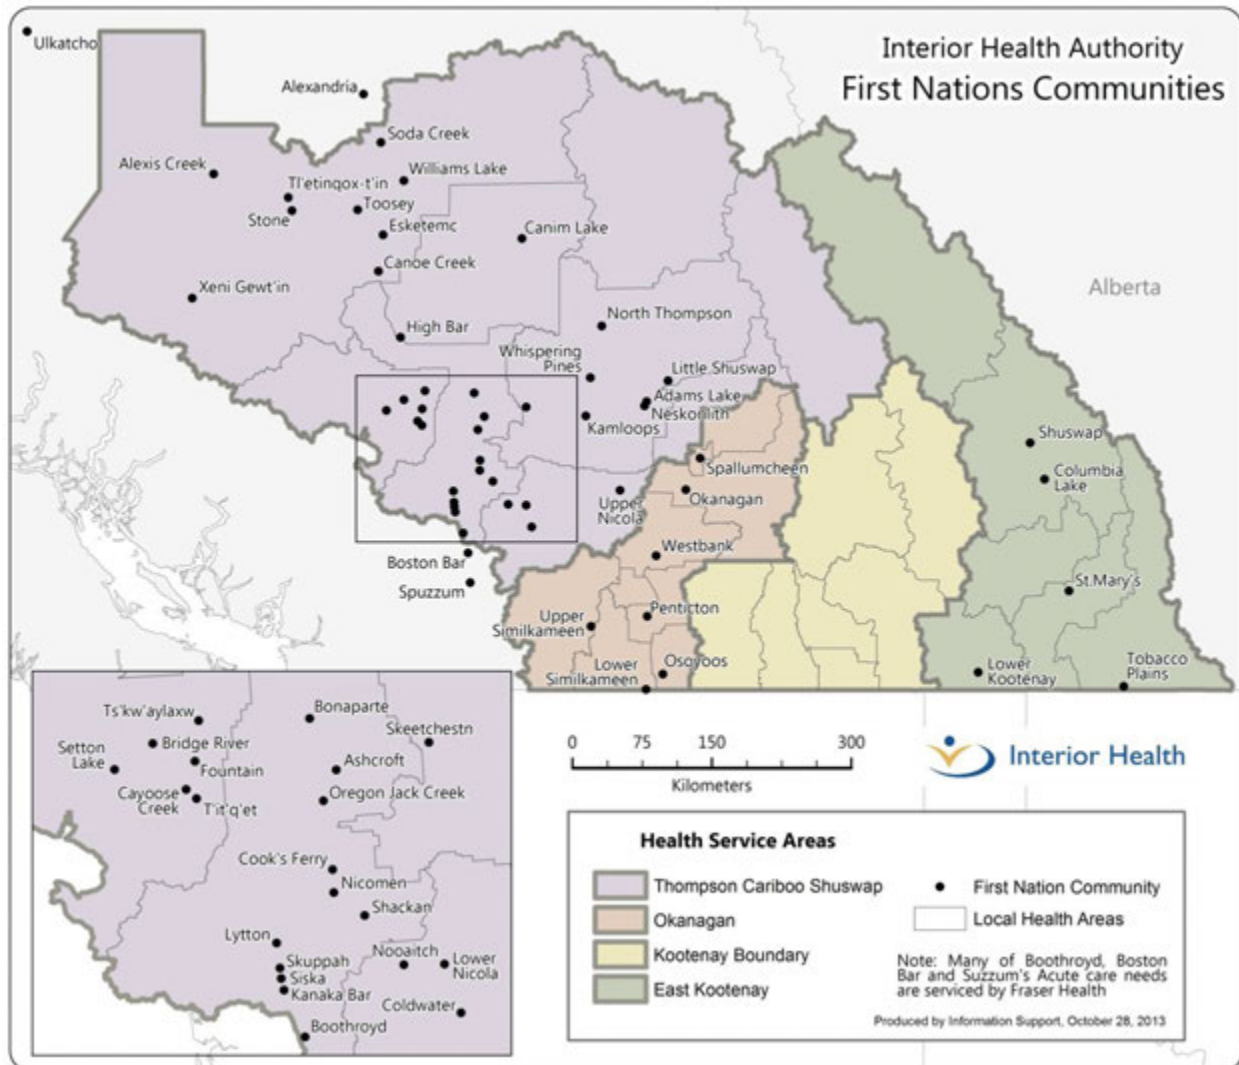 Interior Health Authority
First Nations Communities
Ulkatcho
Alexandria
Soda Creek
Alexis Creek
Williams Lake
Tl'etinqox-t'in
Toosey
Stone
Esketemc
Canim Lake
Canoe Creek
Xeni Gewt'in
Alberta
North Thompson
High Bar
Whispering
Pines
Little Shuswap
Adams Lake
Neskonlith
Kamloops
Shuswap
Spallumcheen
Columbia
Lake
Okanagan
Upper
Nicola
Westbank
Boston Bar
Spuzzum
St.Mary's
Penticton
Upper
Similkameen
Osoyoos
Lower
Similkameen
Lower
Kootenay
Tobacco
Plains
Ts'kw'aylaxw
Bonaparte
Skeetchestn
Bridge River
Setton
Lake
Fountain
Ashcroft
Cayoose
Creek
T'it'q'et
Oregon Jack Creek
Cook's Ferry
Nicomen
Shackan
Lytton
Nooaitch
Lower
Nicola
Skuppah
Siska
Kanaka Bar
Coldwater
Boothroyd
0 75 150 300
Kilometers
Interior Health
Health Service Areas
Thompson Cariboo Shuswap
Okanagan
Kootenay Boundary
East Kootenay
First Nation Community
Local Health Areas
Note: Many of Boothroyd, Boston
Bar and Suzzum's Acute care needs
are serviced by Fraser Health
Produced by Information Support, October 28, 2013